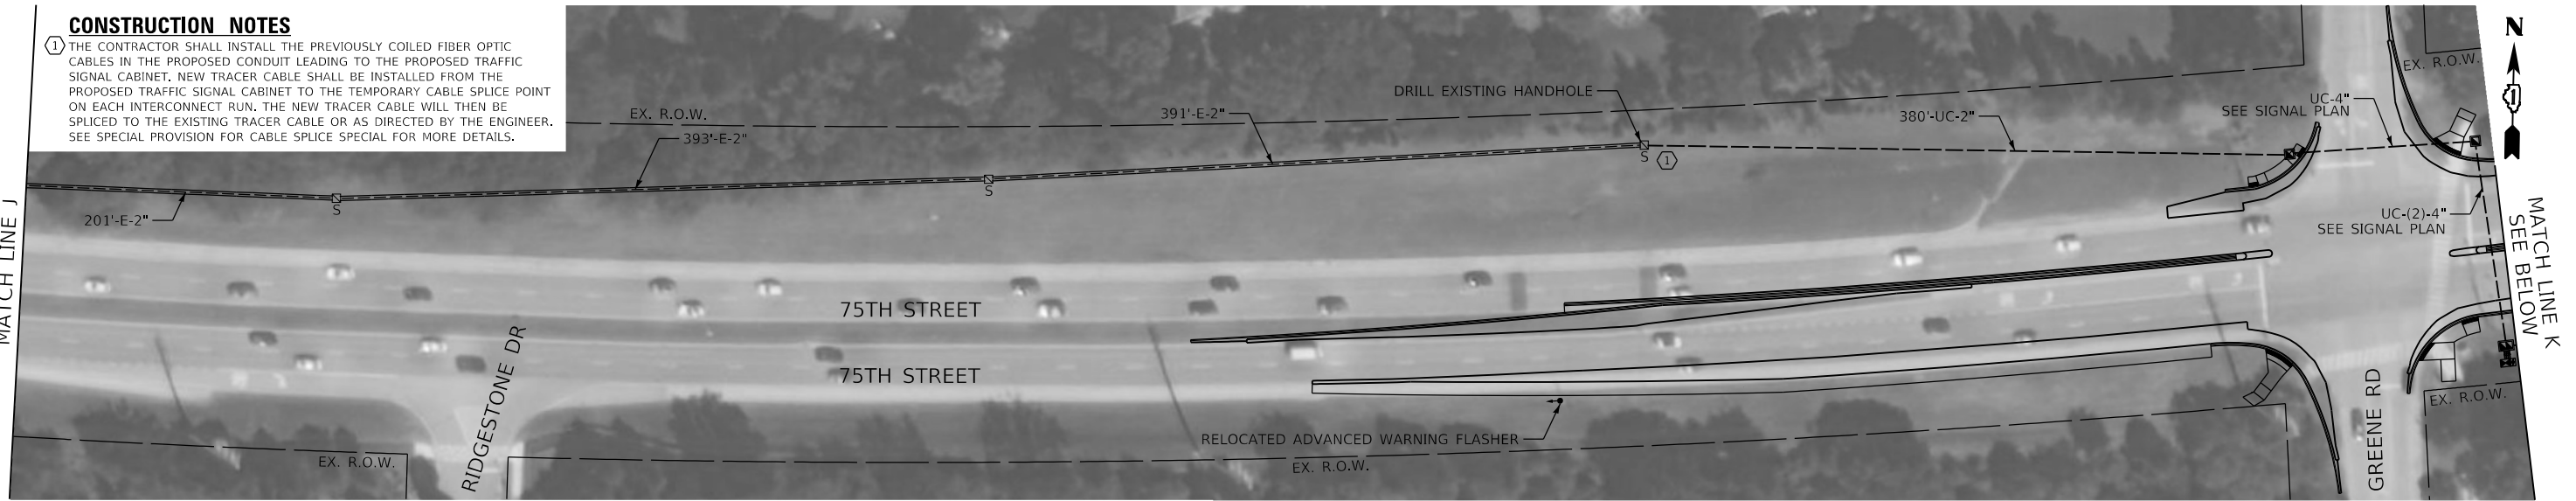 CONSTRUCTION NOTES
1 THE CONTRACTOR SHALL INSTALL THE PREVIOUSLY COILED FIBER OPTIC
CABLES IN THE PROPOSED CONDUIT LEADING TO THE PROPOSED TRAFFIC
SIGNAL CABINET. NEW TRACER CABLE SHALL BE INSTALLED FROM THE
PROPOSED TRAFFIC SIGNAL CABINET TO THE TEMPORARY CABLE SPLICE POINT
ON EACH INTERCONNECT RUN. THE NEW TRACER CABLE WILL THEN BE
SPLICED TO THE EXISTING TRACER CABLE OR AS DIRECTED BY THE ENGINEER.
SEE SPECIAL PROVISION FOR CABLE SPLICE SPECIAL FOR MORE DETAILS.
N
EX. R.O.W.
DRILL EXISTING HANDHOLE
UC-4"
SEE SIGNAL PLAN
EX. R.O.W.
391'-E-2"
380'-UC-2"
393'-E-2"
S
1
S
S
201'-E-2"
UC-(2)-4"
SEE SIGNAL PLAN
MATCH LINE J
MATCH LINE K
SEE BELOW
75TH STREET
75TH STREET
RIDGESTONE DR
GREENE RD
EX. R.O.W.
RELOCATED ADVANCED WARNING FLASHER
EX. R.O.W.
EX. R.O.W.